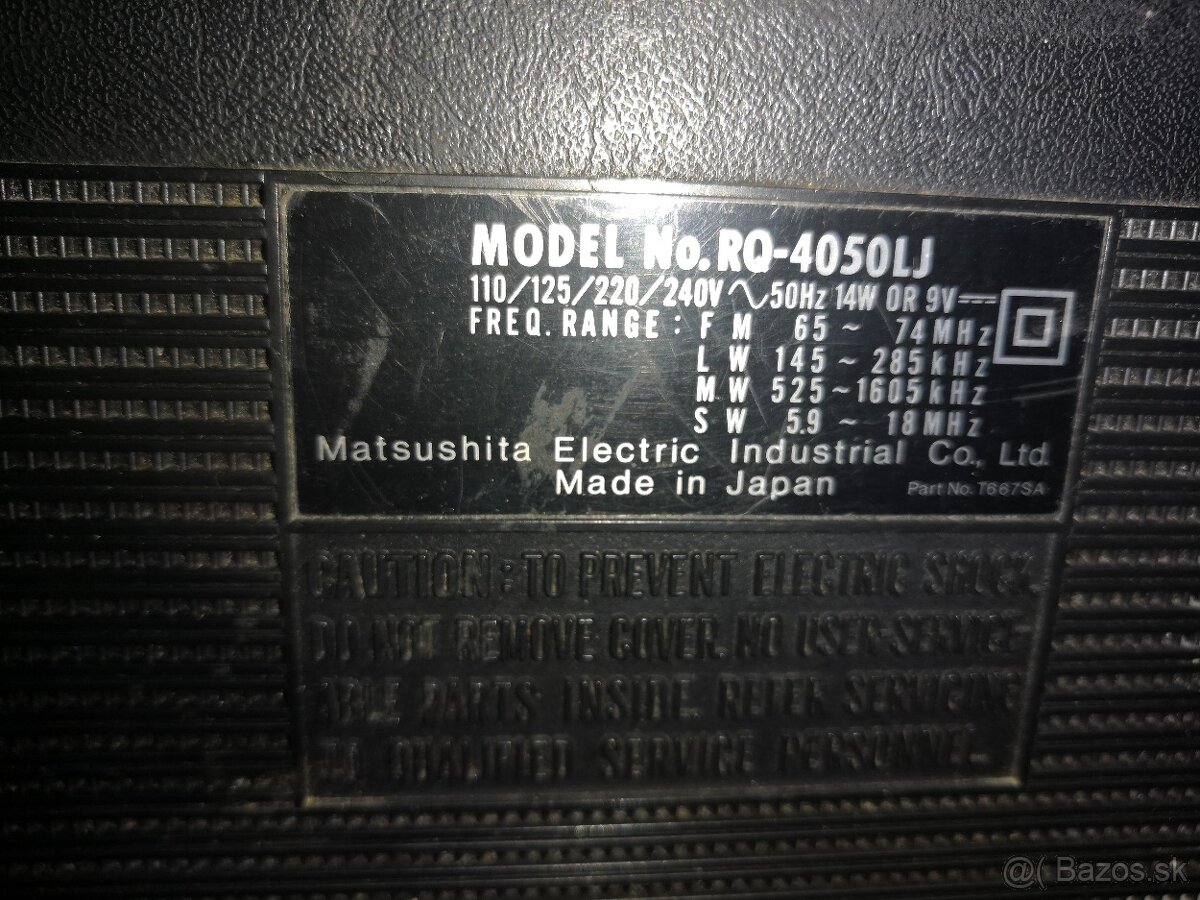 MODEL No. RQ-4050LJ
110/125/220/240V ∿ 50Hz 14W OR 9V ⎓
FREQ. RANGE : FM 65 ~ 74MHz
LW 145 ~ 285kHz
MW 525 ~ 1605kHz
SW 5.9 ~ 18MHz
Matsushita Electric Industrial Co., Ltd.
Made in Japan Part No. T667SA
CAUTION: TO PREVENT ELECTRIC SHOCK
DO NOT REMOVE COVER. NO USER-SERVICE-
ABLE PARTS INSIDE. REFER SERVICING
TO QUALIFIED SERVICE PERSONNEL.
@( Bazos.sk